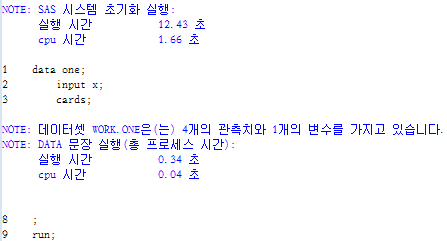 NOTE: SAS 시스템 초기화 실행:
실행 시간 12.43 초
cpu 시간 1.66 초
1 data one;
2 input x;
3 cards;
NOTE: 데이터셋 WORK.ONE은(는) 4개의 관측치와 1개의 변수를 가지고 있습니다.
NOTE: DATA 문장 실행(총 프로세스 시간):
실행 시간 0.34 초
cpu 시간 0.04 초
8 ;
9 run;